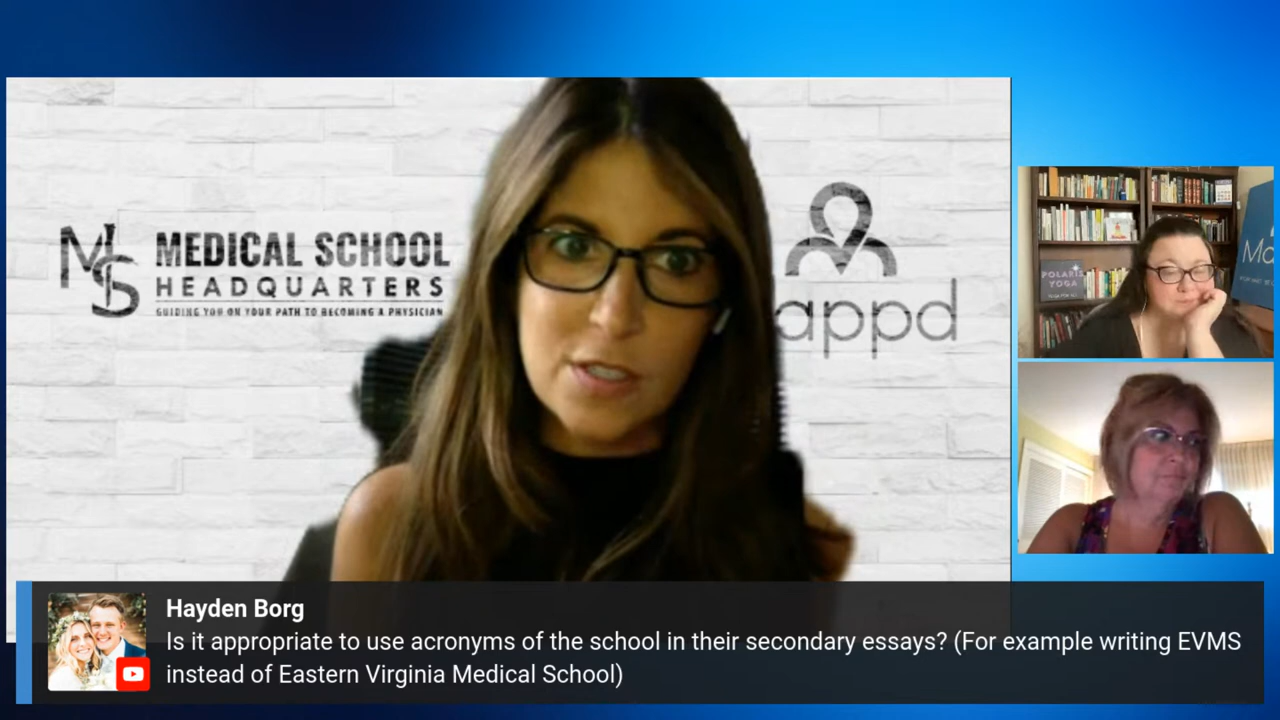 MEDICAL SCHOOL
HEADQUARTERS
GUIDING YOU ON YOUR PATH TO BECOMING A PHYSICIAN
appd
POLARIS
YOGA
Hayden Borg
Is it appropriate to use acronyms of the school in their secondary essays? (For example writing EVMS
instead of Eastern Virginia Medical School)